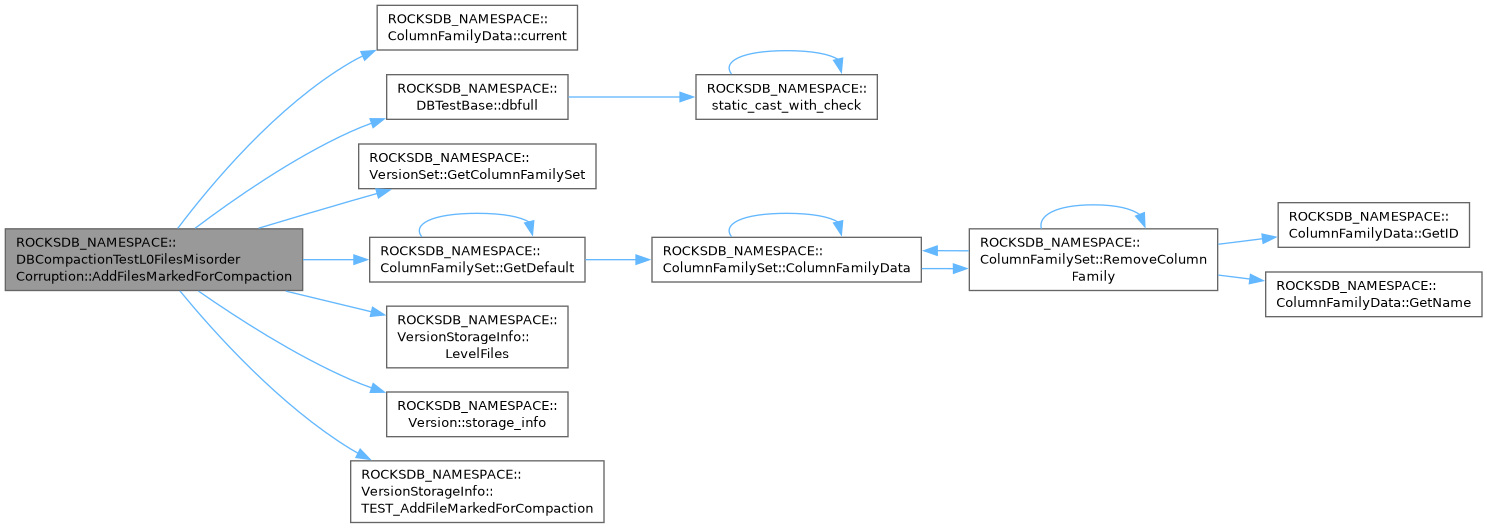 ROCKSDB_NAMESPACE::
DBCompactionTestL0FilesMisorder
Corruption::AddFilesMarkedForCompaction
ROCKSDB_NAMESPACE::
ColumnFamilyData::current
ROCKSDB_NAMESPACE::
DBTestBase::dbfull
ROCKSDB_NAMESPACE::
static_cast_with_check
ROCKSDB_NAMESPACE::
VersionSet::GetColumnFamilySet
ROCKSDB_NAMESPACE::
ColumnFamilySet::GetDefault
ROCKSDB_NAMESPACE::
ColumnFamilySet::ColumnFamilyData
ROCKSDB_NAMESPACE::
ColumnFamilySet::RemoveColumn
Family
ROCKSDB_NAMESPACE::
ColumnFamilyData::GetID
ROCKSDB_NAMESPACE::
ColumnFamilyData::GetName
ROCKSDB_NAMESPACE::
VersionStorageInfo::
LevelFiles
ROCKSDB_NAMESPACE::
Version::storage_info
ROCKSDB_NAMESPACE::
VersionStorageInfo::
TEST_AddFileMarkedForCompaction